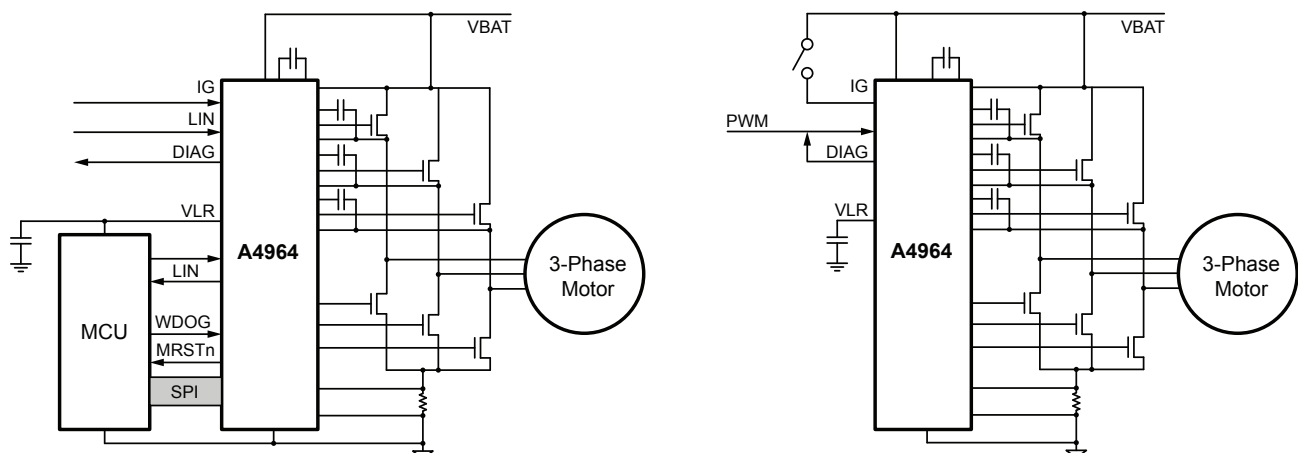 VBAT
IG
LIN
DIAG
VLR
A4964
LIN
MCU
WDOG
MRSTn
SPI
3-Phase
Motor
VBAT
IG
PWM
DIAG
VLR
A4964
3-Phase
Motor